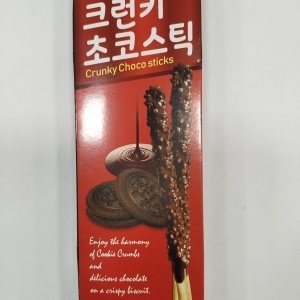 크런키
초코스틱
Crunky Choco sticks
Enjoy the harmony
of Cookie Crumbs
and
delicious chocolate
on a crispy biscuit.